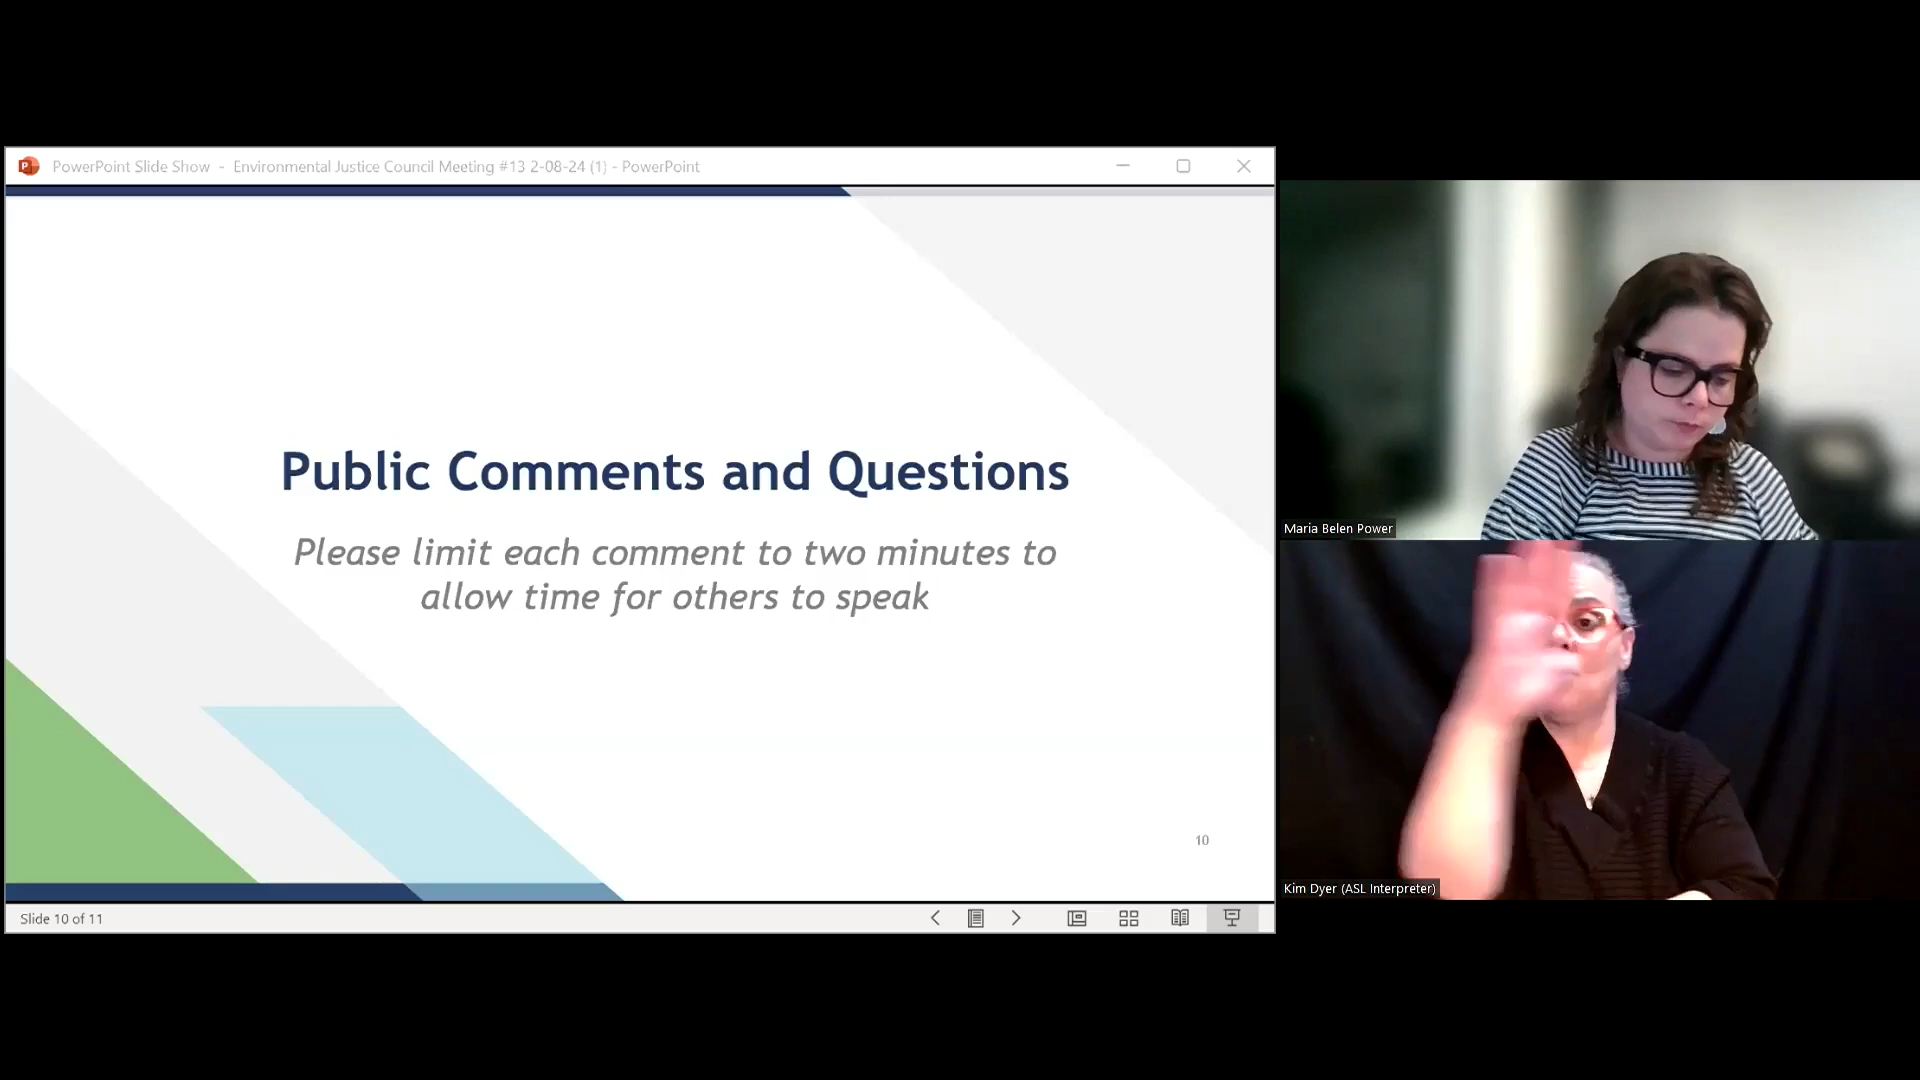 PowerPoint Slide Show - Environmental Justice Council Meeting #13 2-08-24 (1) - PowerPoint
Public Comments and Questions
Please limit each comment to two minutes to
allow time for others to speak
10
Slide 10 of 11
Maria Belen Power
Kim Dyer (ASL Interpreter)